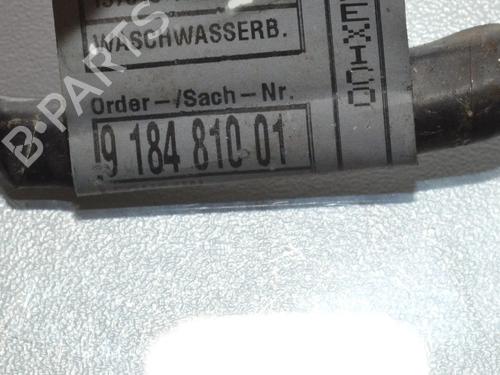 WASCHWASSERB.
Order-/Sach-Nr.
9 184 810 01
EXICO
B-PARTS